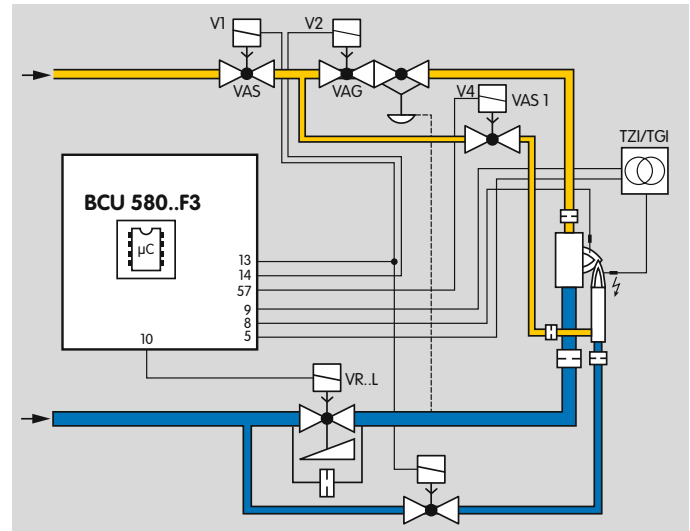 V1
V2
VAS
VAG
V4
VAS 1
TZI/TGI
BCU 580..F3
µC
13
14
57
9
8
5
10
VR..L